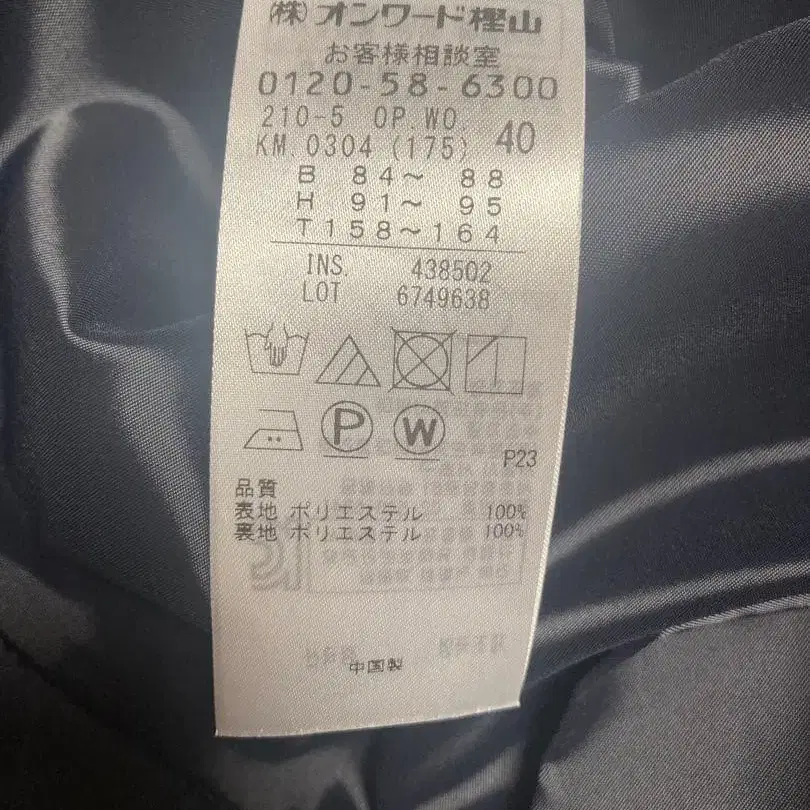 (株)オンワード樫山
お客様相談室
0120-58-6300
210-5 OP.WO.
KM.0304(175) 40
B 84～ 88
H 91～ 95
T158～164
INS. 438502
LOT 6749638
P W
P23
品質
表地 ポリエステル 100%
裏地 ポリエステル 100%
中国製